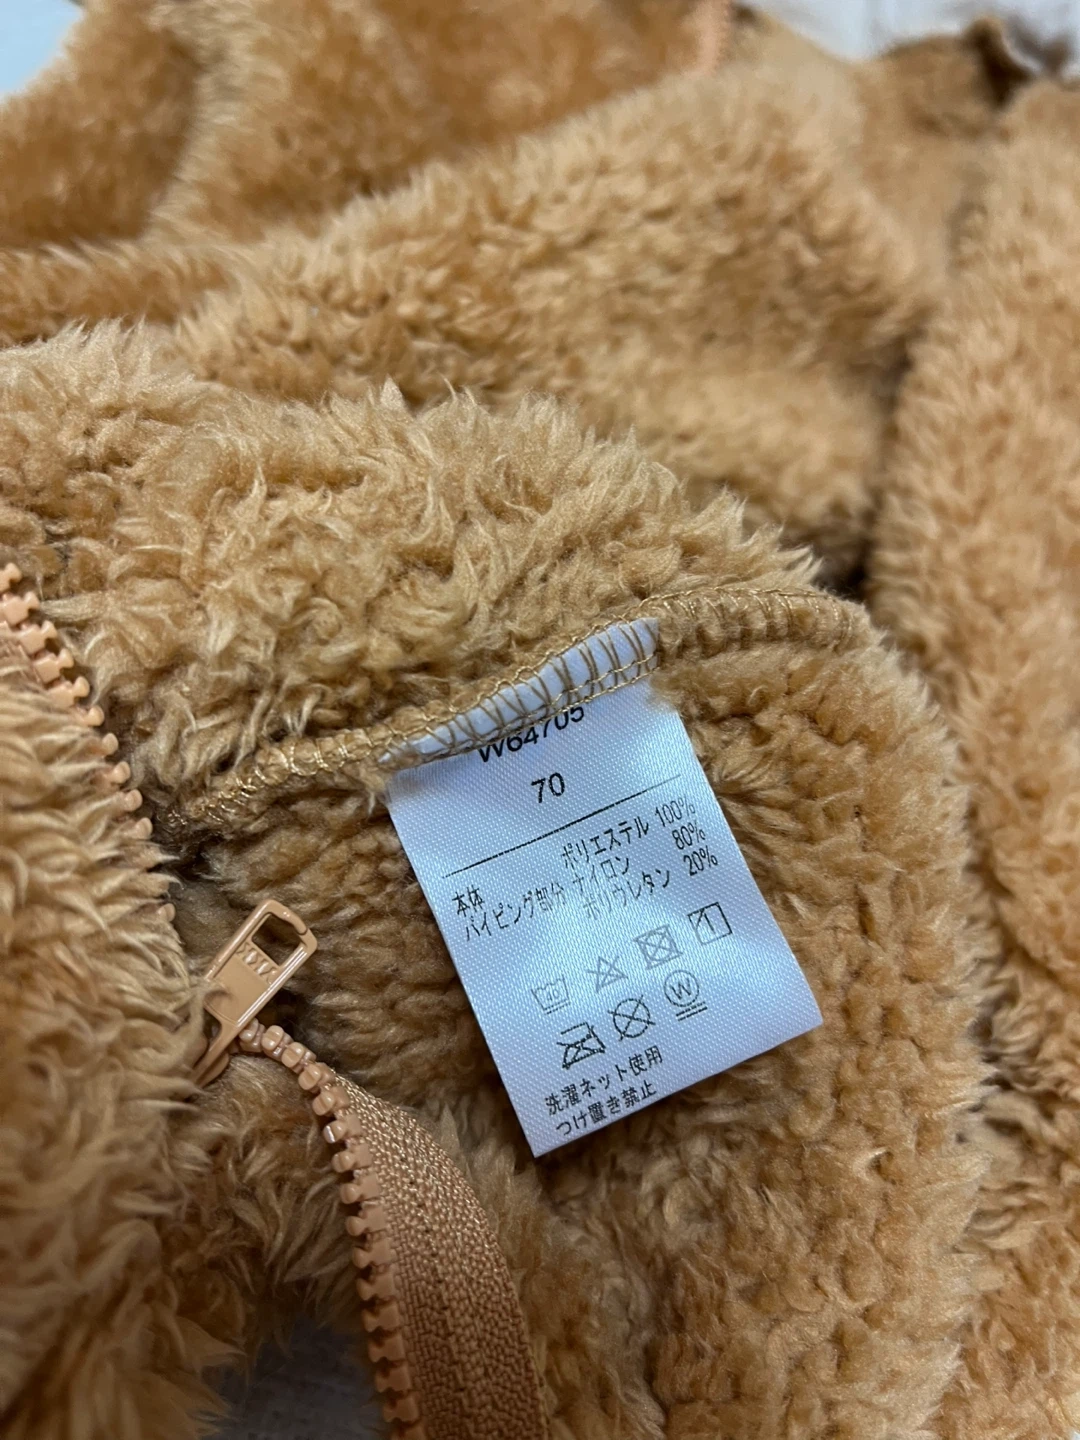 W64705
70
本体 ポリエステル 100%
パイピング部分 ナイロン 80%
ポリウレタン 20%
40
W
洗濯ネット使用
つけ置き禁止